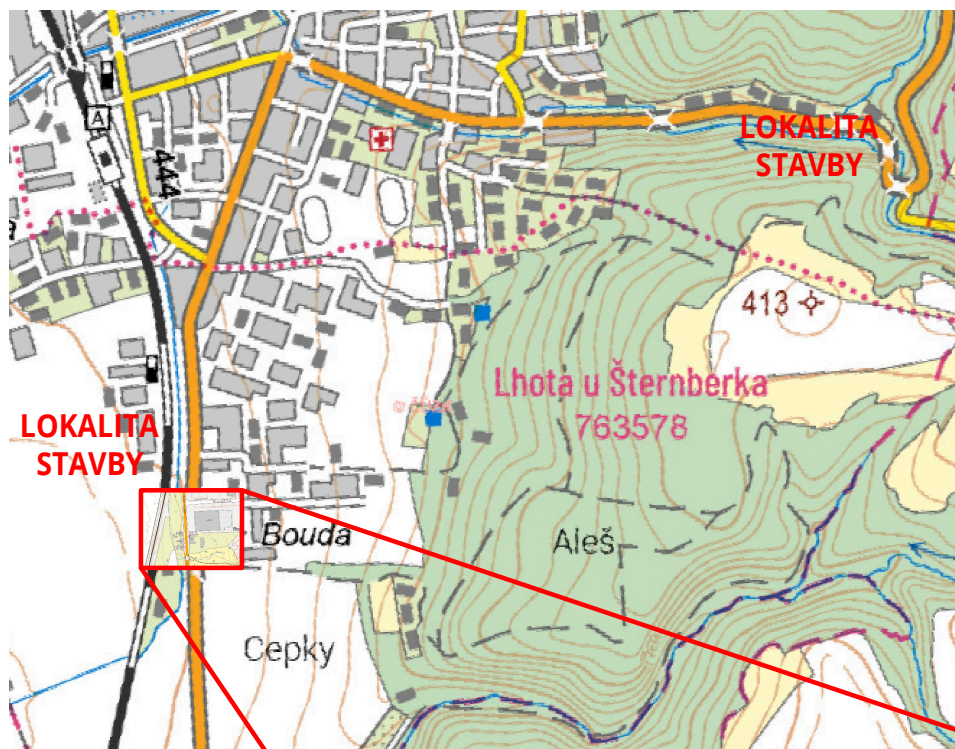 A
444
LOKALITA
STAVBY
413
Lhota u Šternberka
763578
LOKALITA
STAVBY
Bouda
Aleš
Cepky